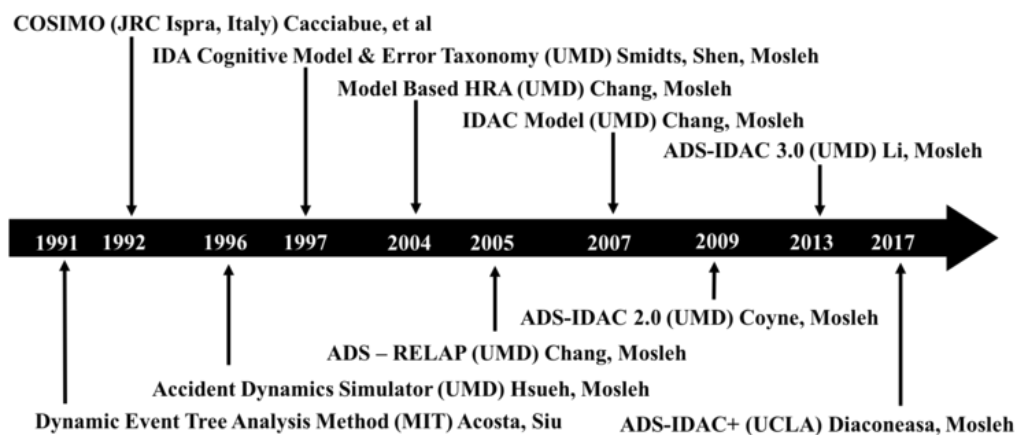 COSIMO (JRC Ispra, Italy) Cacciabue, et al
IDA Cognitive Model & Error Taxonomy (UMD) Smidts, Shen, Mosleh
Model Based HRA (UMD) Chang, Mosleh
IDAC Model (UMD) Chang, Mosleh
ADS-IDAC 3.0 (UMD) Li, Mosleh
1991 1992 1996 1997 2004 2005 2007 2009 2013 2017
ADS-IDAC 2.0 (UMD) Coyne, Mosleh
ADS – RELAP (UMD) Chang, Mosleh
Accident Dynamics Simulator (UMD) Hsueh, Mosleh
Dynamic Event Tree Analysis Method (MIT) Acosta, Siu
ADS-IDAC+ (UCLA) Diaconeasa, Mosleh